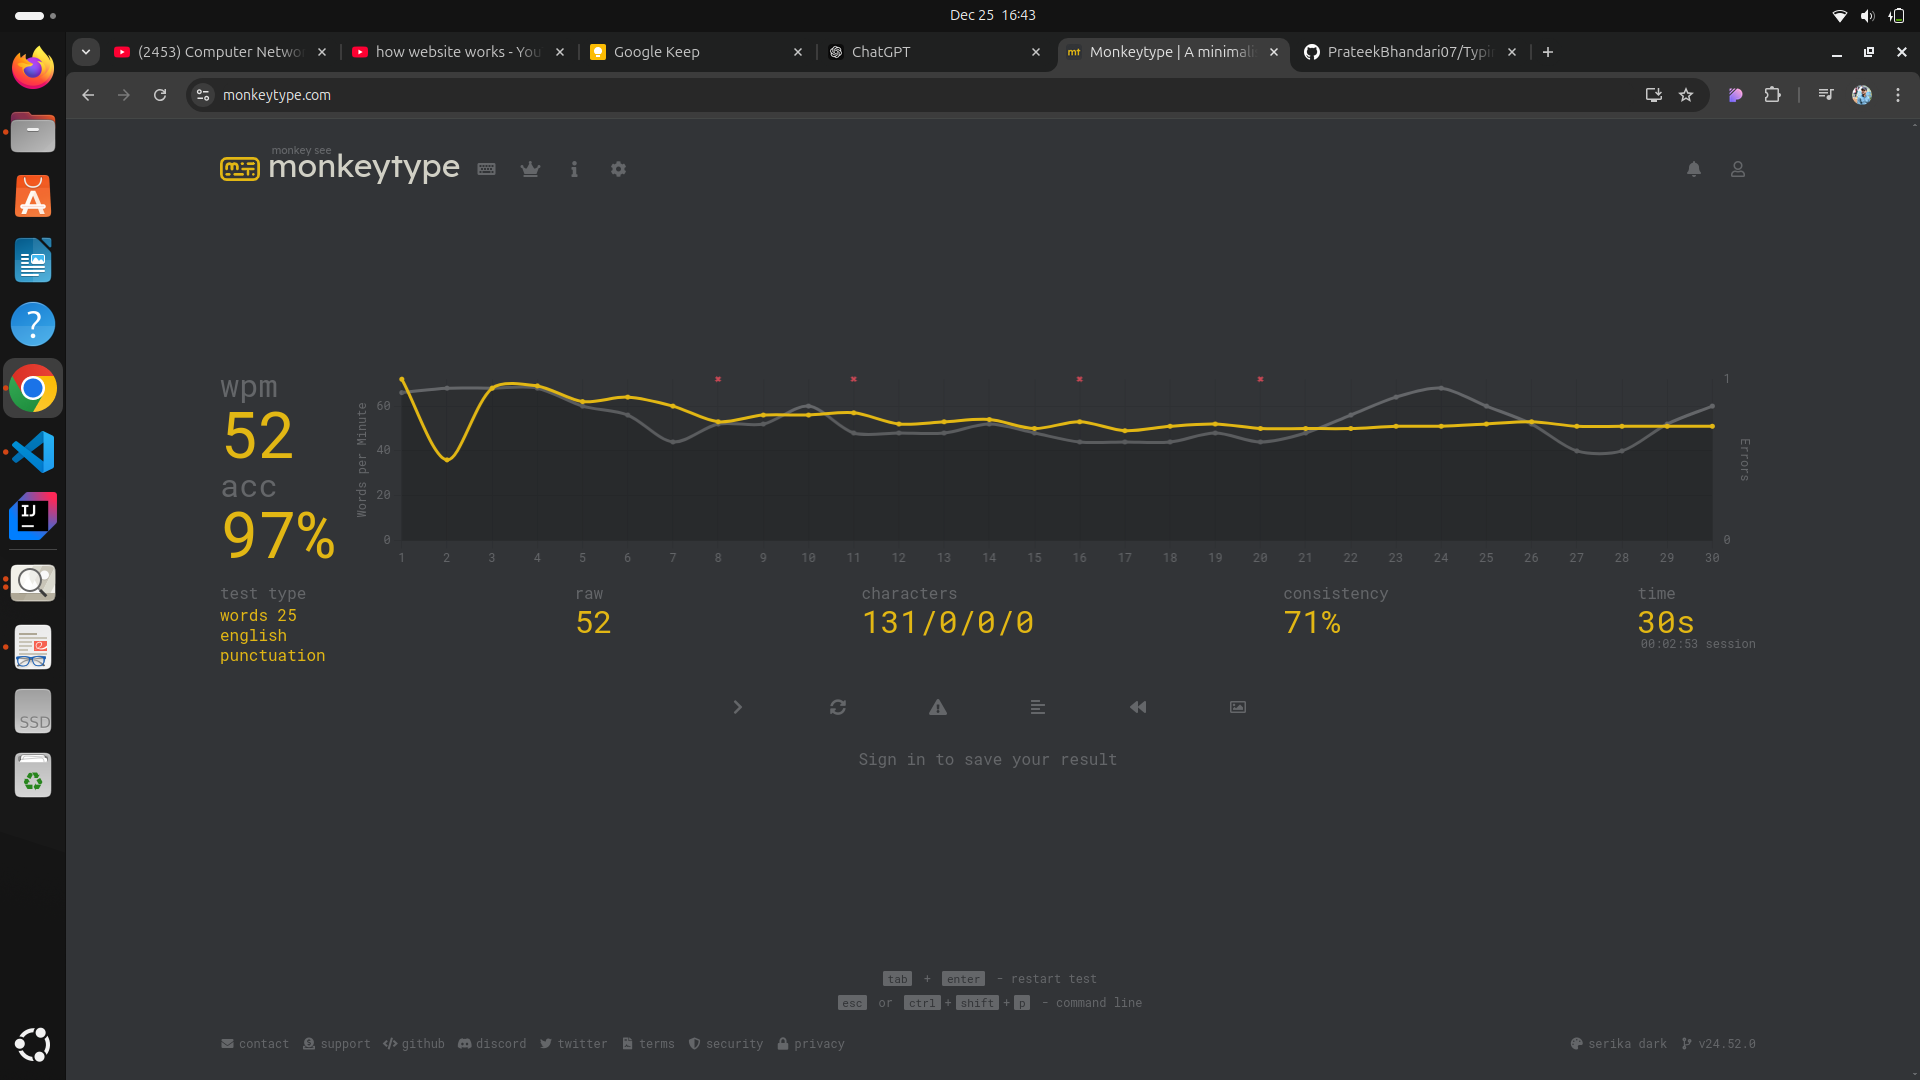 Dec 25 16:43
(2453) Computer Netwo
how website works - You
Google Keep
ChatGPT
Monkeytype | A minimali
PrateekBhandari07/Typi
monkeytype.com
monkey see
monkeytype
wpm
52
acc
97%
Words per Minute
60
40
20
0
1
0
Errors
1 2 3 4 5 6 7 8 9 10 11 12 13 14 15 16 17 18 19 20 21 22 23 24 25 26 27 28 29 30
test type
words 25
english
punctuation
raw
52
characters
131/0/0/0
consistency
71%
time
30s
00:02:53 session
Sign in to save your result
tab + enter - restart test
esc or ctrl + shift + p - command line
contact support github discord twitter terms security privacy
serika dark v24.52.0
IJ
SSD